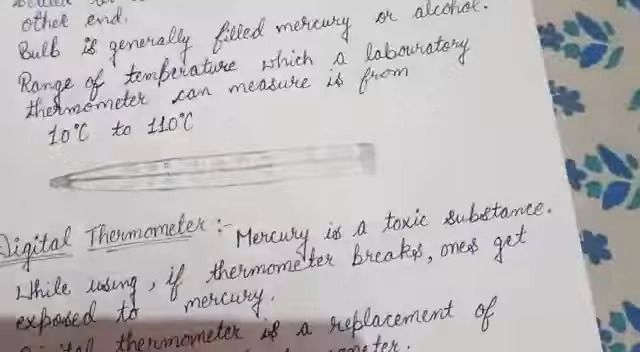 other end.
Bulb is generally filled mercury or alcohol.
Range of temperature which a labouratory
thermometer can measure is from
10°C to 110°C
Digital Thermometer :- Mercury is a toxic substance.
While using, if thermometer breaks, ones get
exposed to mercury.
thermometer is a replacement of